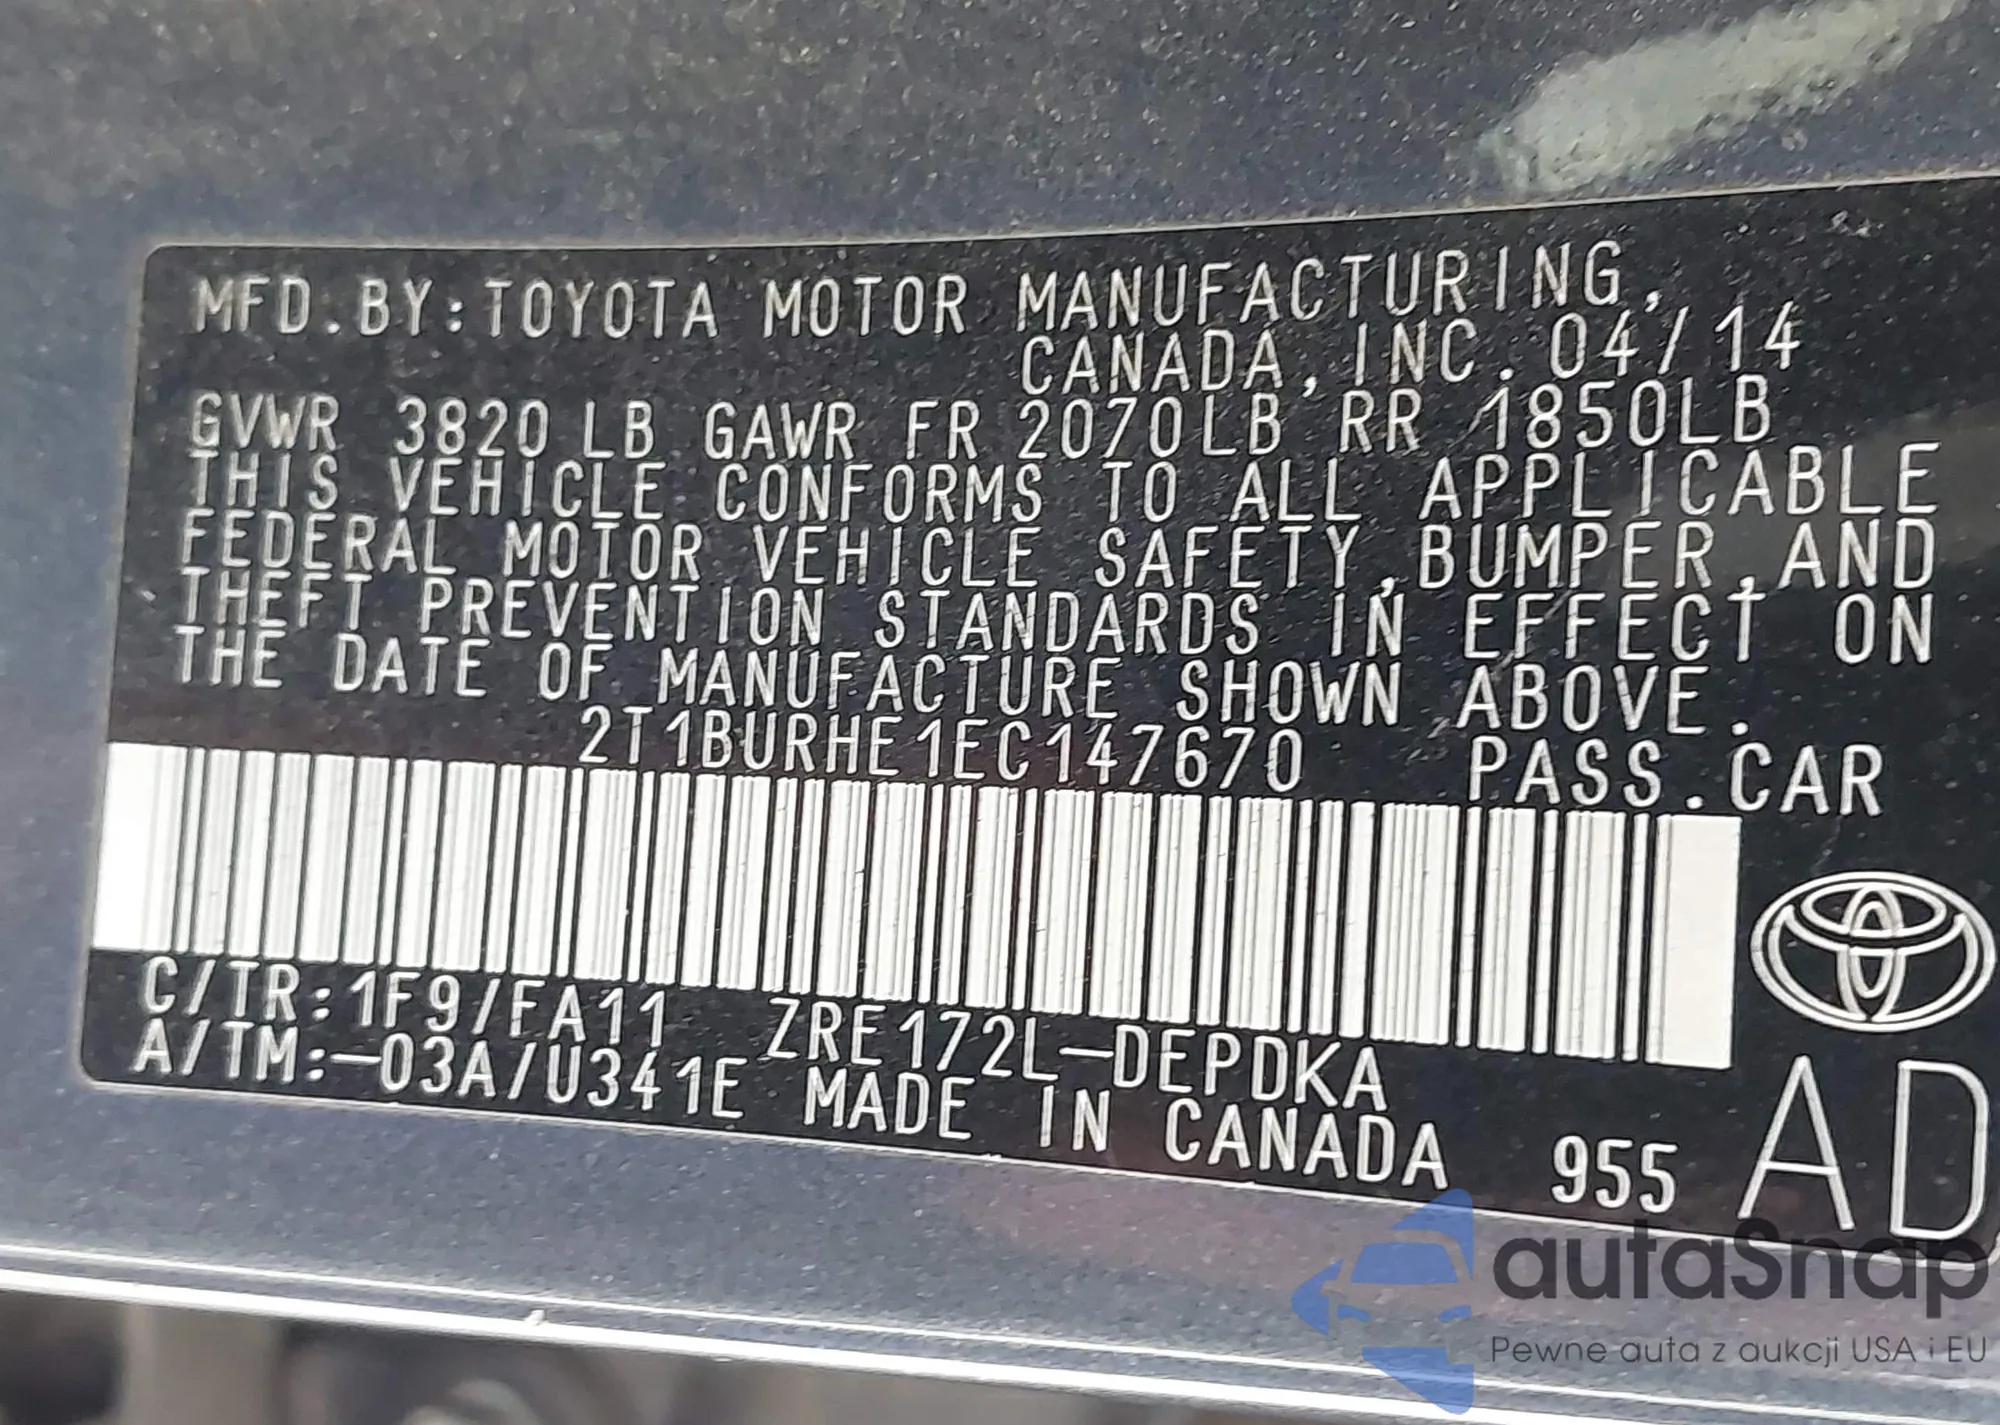 MFD.BY:TOYOTA MOTOR MANUFACTURING,
CANADA,INC.04/14
GVWR 3820LB GAWR FR 2070LB RR 1850LB
THIS VEHICLE CONFORMS TO ALL APPLICABLE
FEDERAL MOTOR VEHICLE SAFETY,BUMPER,AND
THEFT PREVENTION STANDARDS IN EFFECT ON
THE DATE OF MANUFACTURE SHOWN ABOVE.
2T1BURHE1EC147670 PASS.CAR
C/TR:1F9/FA11 ZRE172L-DEPDKA
A/TM:-03A/U341E MADE IN CANADA 955 AD
autaSnap
Pewne auta z aukcji USA i EU